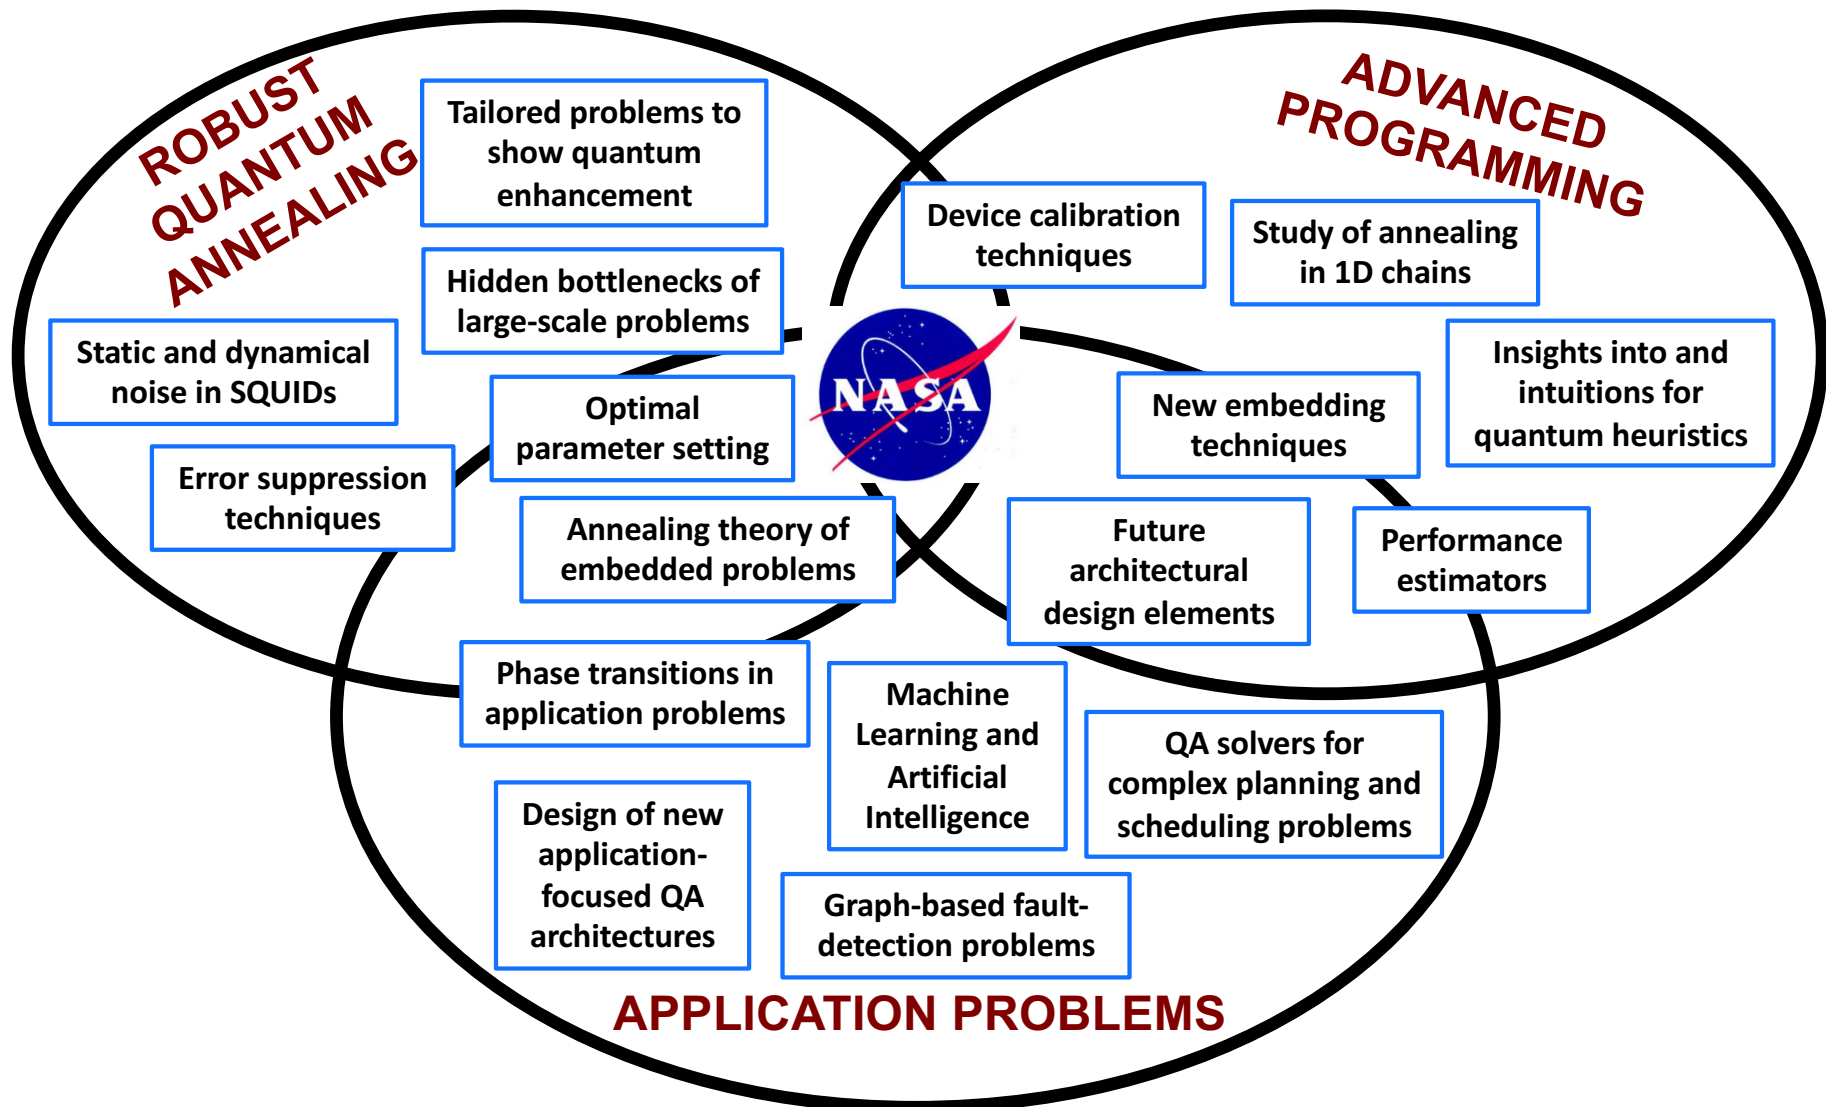 ROBUST
QUANTUM
ANNEALING
ADVANCED
PROGRAMMING
Tailored problems to
show quantum
enhancement
Device calibration
techniques
Study of annealing
in 1D chains
Hidden bottlenecks of
large-scale problems
Static and dynamical
noise in SQUIDs
NASA
Insights into and
intuitions for
quantum heuristics
Optimal
parameter setting
New embedding
techniques
Error suppression
techniques
Annealing theory of
embedded problems
Future
architectural
design elements
Performance
estimators
Phase transitions in
application problems
Machine
Learning and
Artificial
Intelligence
QA solvers for
complex planning and
scheduling problems
Design of new
application-
focused QA
architectures
Graph-based fault-
detection problems
APPLICATION PROBLEMS